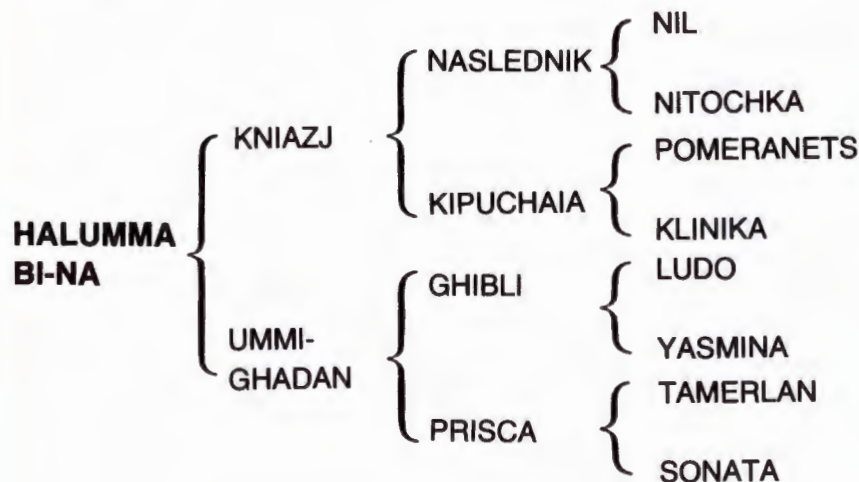 NIL
NASLEDNIK
NITOCHKA
KNIAZJ
POMERANETS
KIPUCHAIA
KLINIKA
HALUMMA
BI-NA
LUDO
GHIBLI
UMMI-
GHADAN
YASMINA
TAMERLAN
PRISCA
SONATA